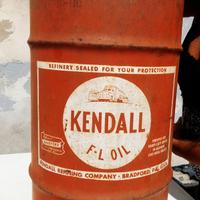 REFINERY SEALED FOR YOUR PROTECTION
KENDALL
F-L OIL
KENDALL REFINING COMPANY - BRADFORD, PA.